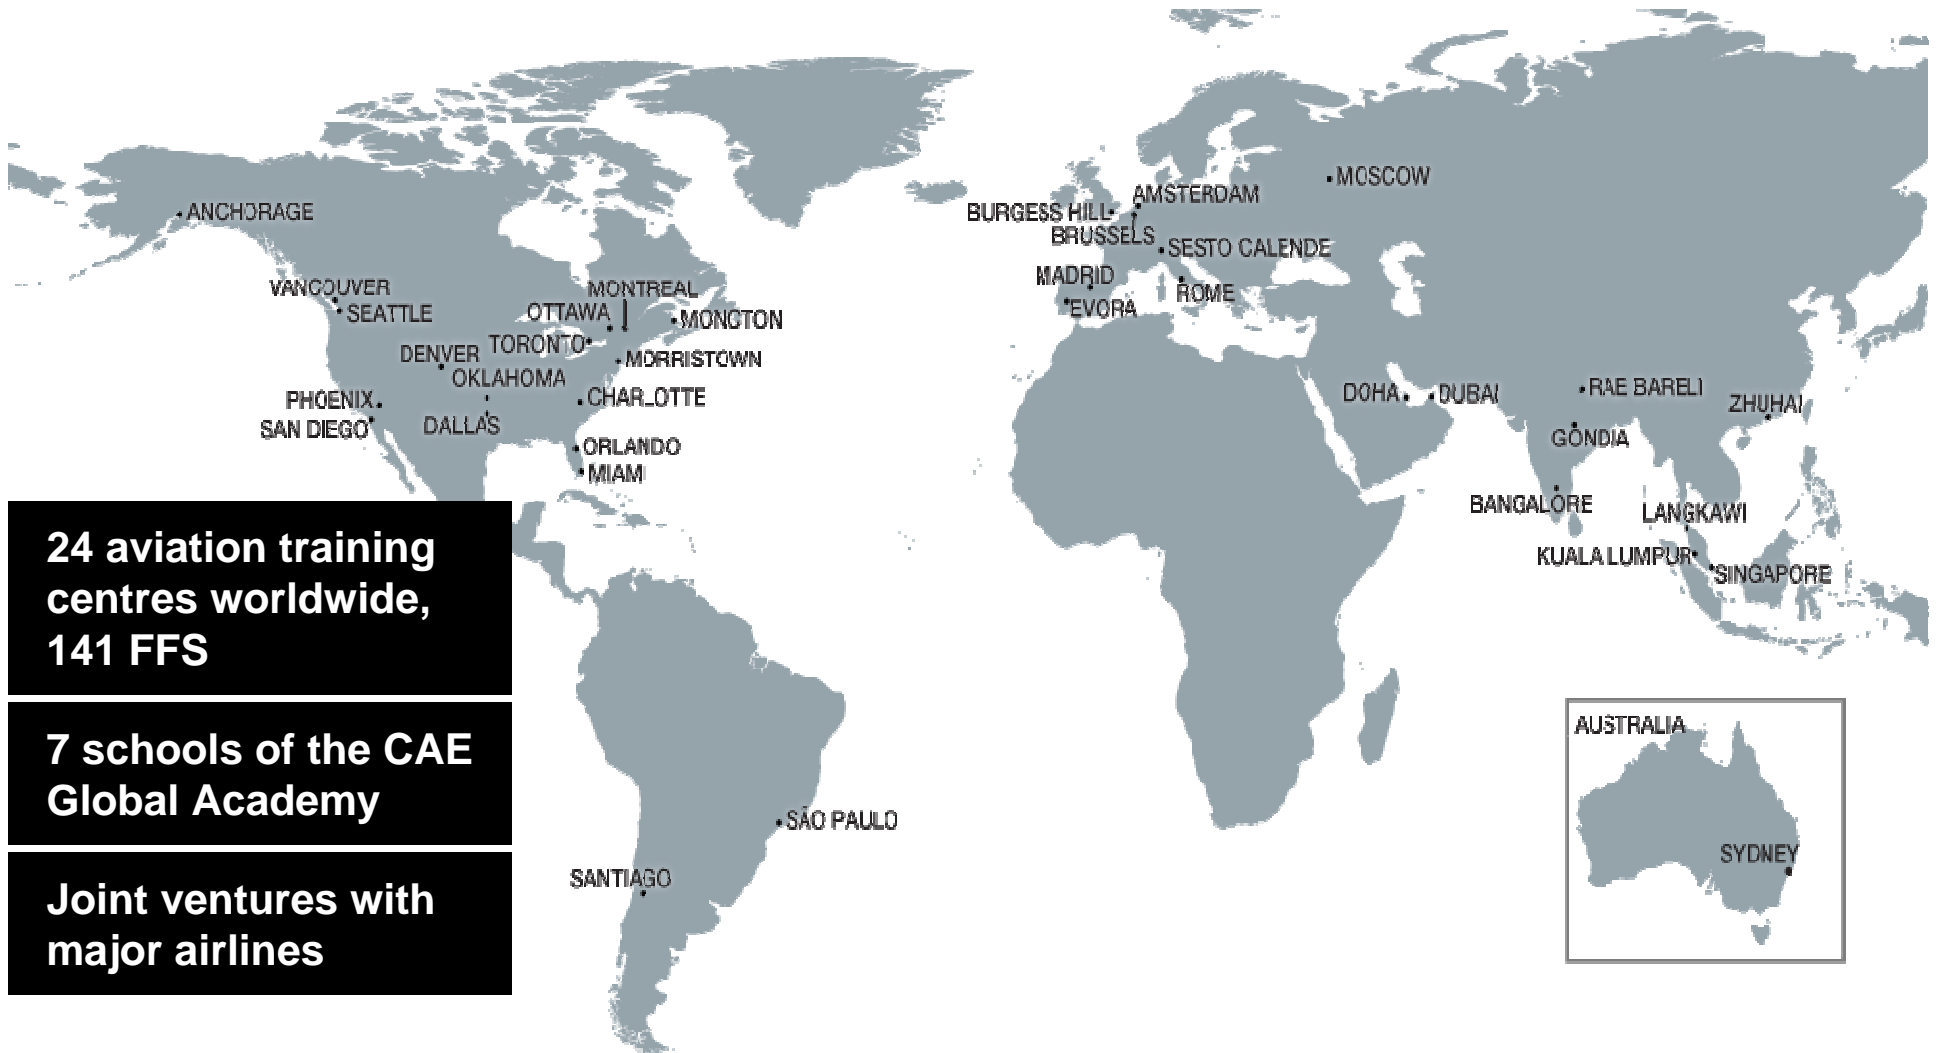 ANCHORAGE
VANCOUVER
SEATTLE
MONTREAL
OTTAWA
MONCTON
TORONTO
DENVER
MORRISTOWN
OKLAHOMA
PHOENIX
CHARLOTTE
SAN DIEGO
DALLAS
ORLANDO
MIAMI
MOSCOW
AMSTERDAM
BURGESS HILL
BRUSSELS
SESTO CALENDE
MADRID
ROME
EVORA
DOHA
DUBAI
RAE BARELI
ZHUHAI
GONDIA
BANGALORE
LANGKAWI
KUALA LUMPUR
SINGAPORE
24 aviation training
centres worldwide,
141 FFS
7 schools of the CAE
Global Academy
Joint ventures with
major airlines
SÃO PAULO
SANTIAGO
AUSTRALIA
SYDNEY